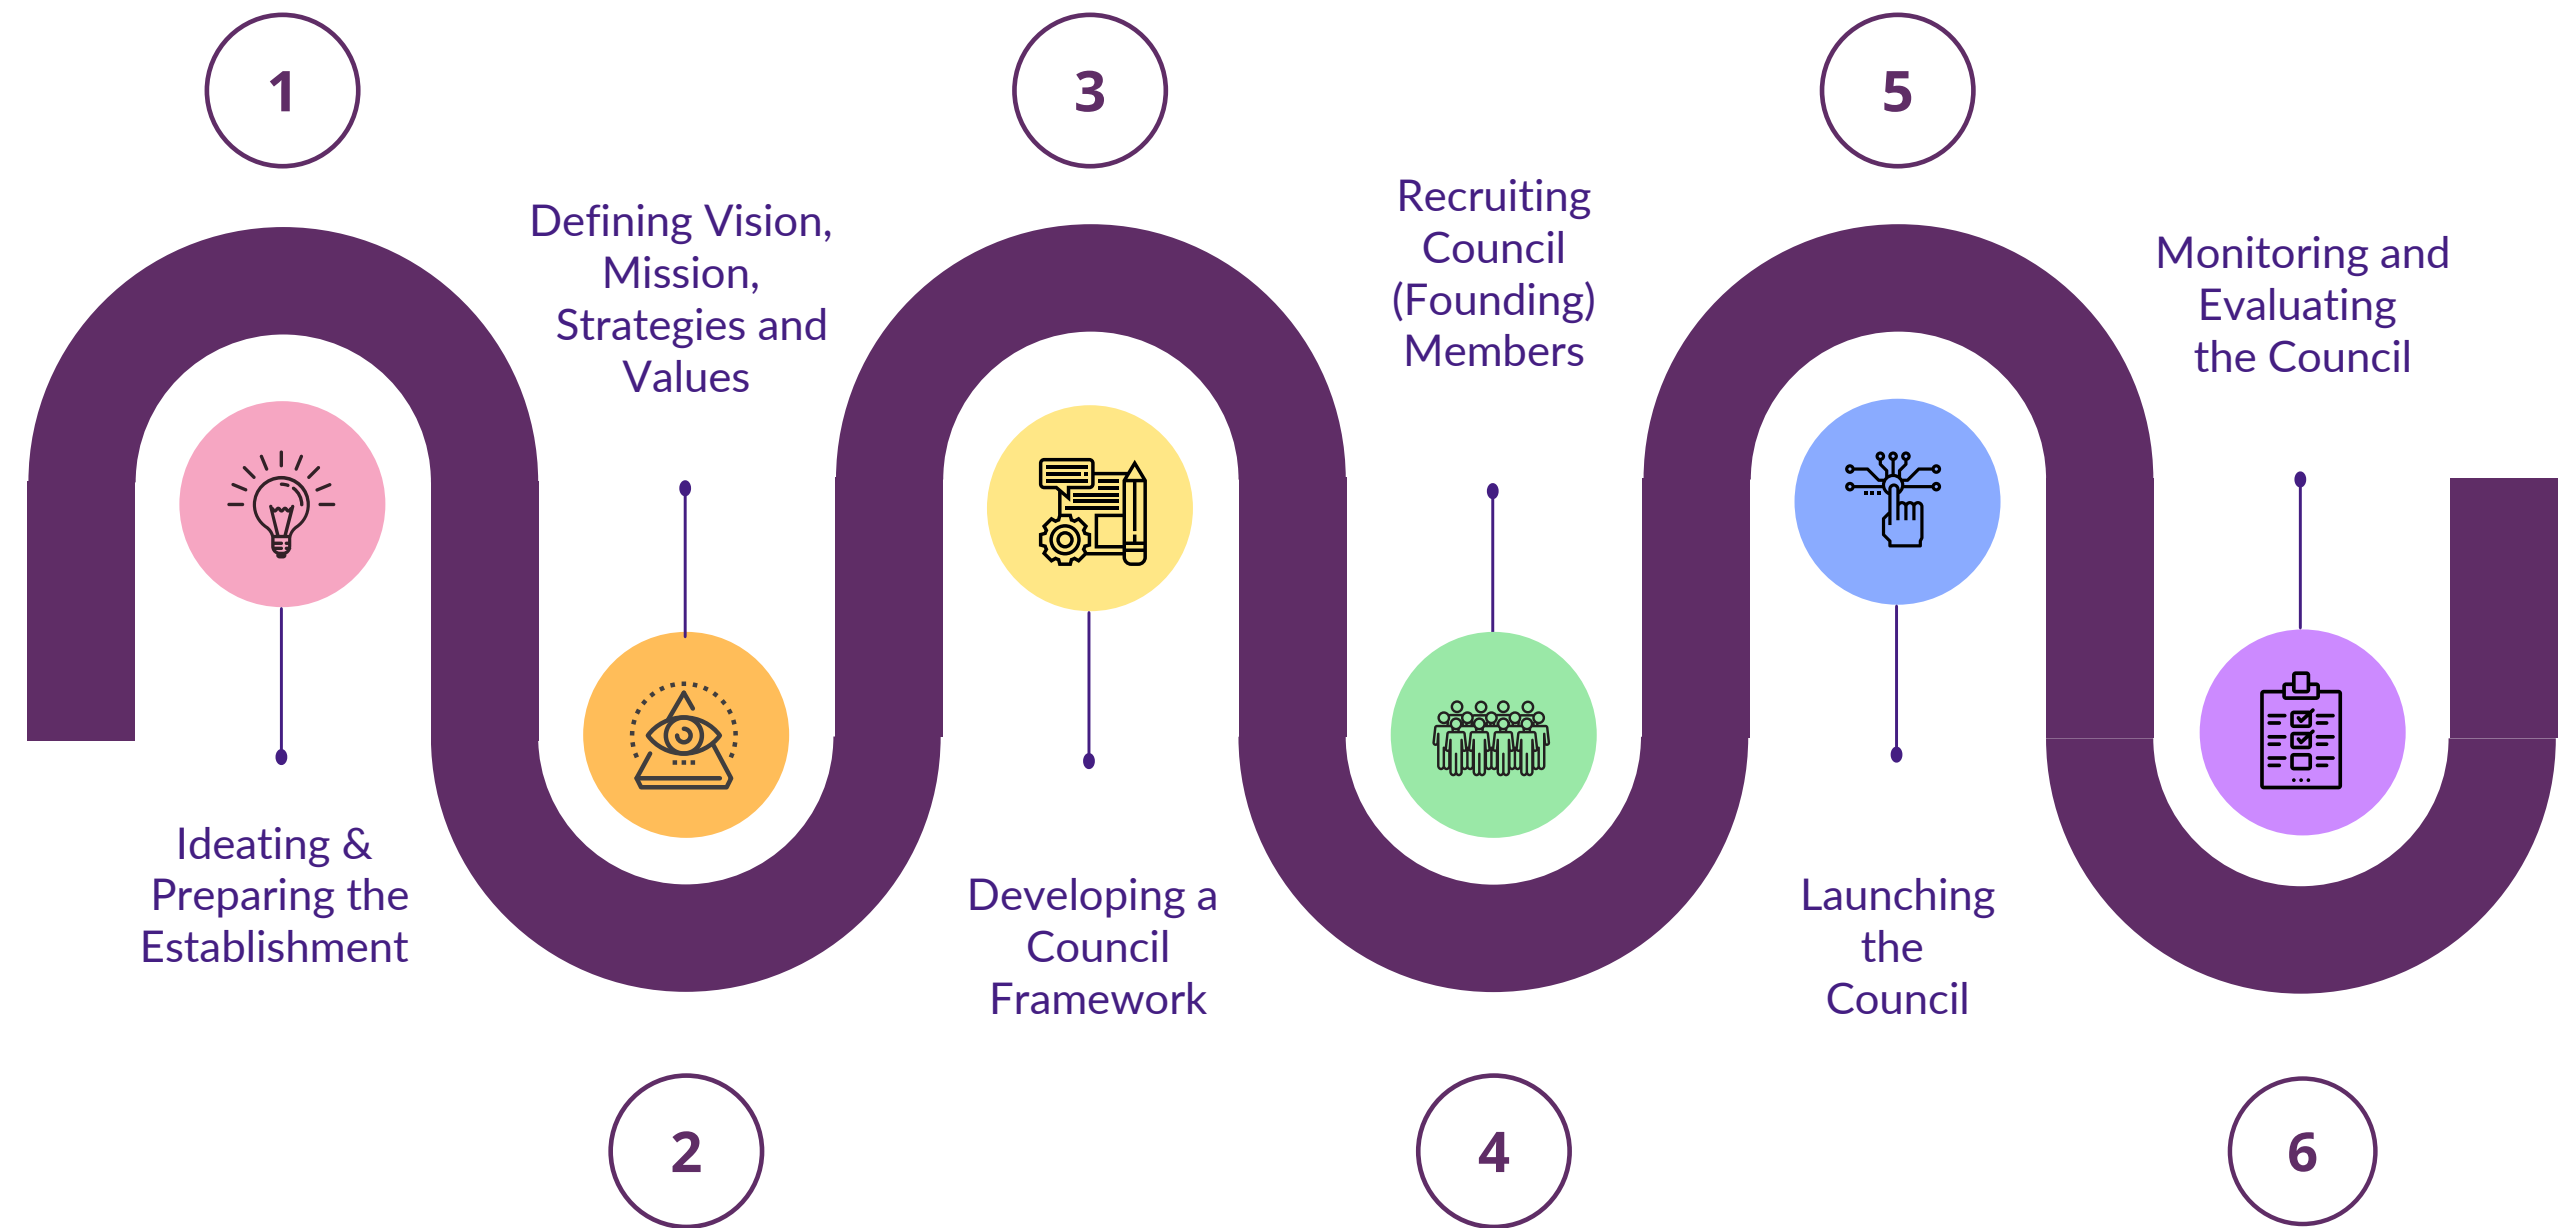 1
Ideating &
Preparing the
Establishment
2
Defining Vision,
Mission,
Strategies and
Values
3
Developing a
Council
Framework
4
Recruiting
Council
(Founding)
Members
5
Launching
the
Council
6
Monitoring and
Evaluating
the Council